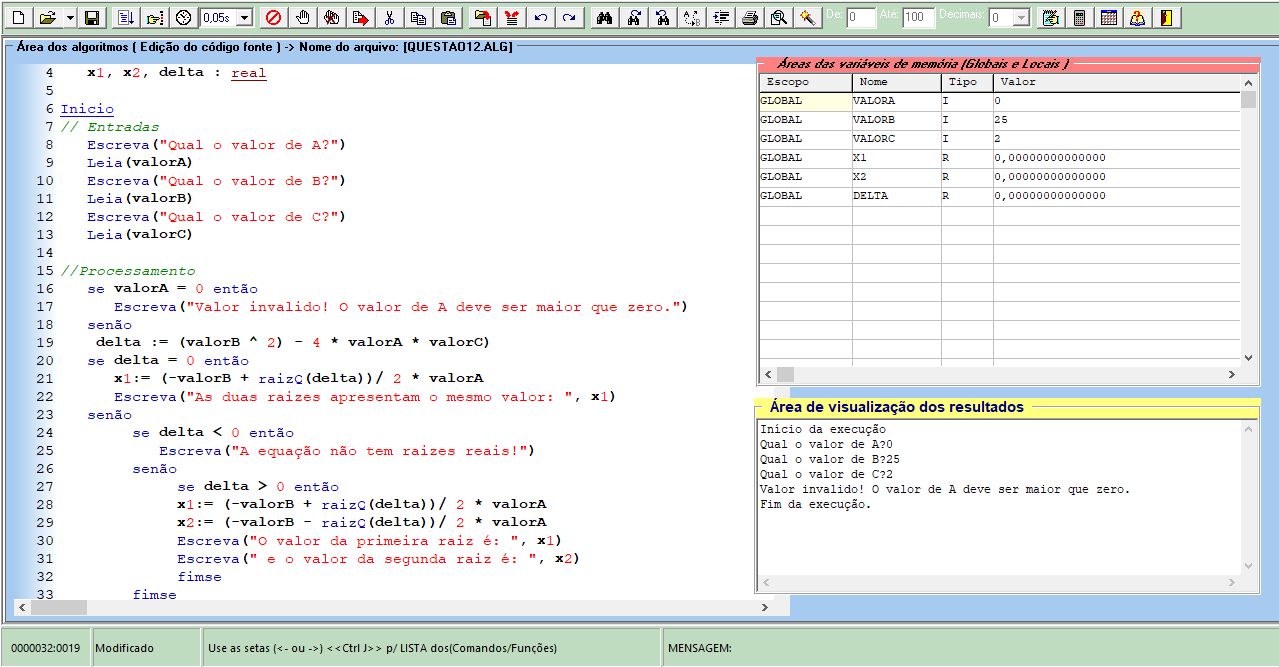 0,05s
De:
0
Até:
100
Decimais:
0
Área dos algoritmos ( Edição do código fonte ) -> Nome do arquivo: [QUESTAO12.ALG]
4 x1, x2, delta : real
5
6 Inicio
7 // Entradas
8 Escreva("Qual o valor de A?")
9 Leia(valorA)
10 Escreva("Qual o valor de B?")
11 Leia(valorB)
12 Escreva("Qual o valor de C?")
13 Leia(valorC)
14
15 //Processamento
16 se valorA = 0 então
17 Escreva("Valor invalido! O valor de A deve ser maior que zero.")
18 senão
19 delta := (valorB ^ 2) - 4 * valorA * valorC)
20 se delta = 0 então
21 x1:= (-valorB + raizQ(delta))/ 2 * valorA
22 Escreva("As duas raizes apresentam o mesmo valor: ", x1)
23 senão
24 se delta < 0 então
25 Escreva("A equação não tem raizes reais!")
26 senão
27 se delta > 0 então
28 x1:= (-valorB + raizQ(delta))/ 2 * valorA
29 x2:= (-valorB - raizQ(delta))/ 2 * valorA
30 Escreva("O valor da primeira raiz é: ", x1)
31 Escreva(" e o valor da segunda raiz é: ", x2)
32 fimse
33 fimse
Áreas das variáveis de memória (Globais e Locais )
Escopo Nome Tipo Valor
GLOBAL VALORA I 0
GLOBAL VALORB I 25
GLOBAL VALORC I 2
GLOBAL X1 R 0,00000000000000
GLOBAL X2 R 0,00000000000000
GLOBAL DELTA R 0,00000000000000
Área de visualização dos resultados
Início da execução
Qual o valor de A?0
Qual o valor de B?25
Qual o valor de C?2
Valor invalido! O valor de A deve ser maior que zero.
Fim da execução.
0000032:0019
Modificado
Use as setas (<- ou ->) <<Ctrl J>> p/ LISTA dos(Comandos/Funções)
MENSAGEM: